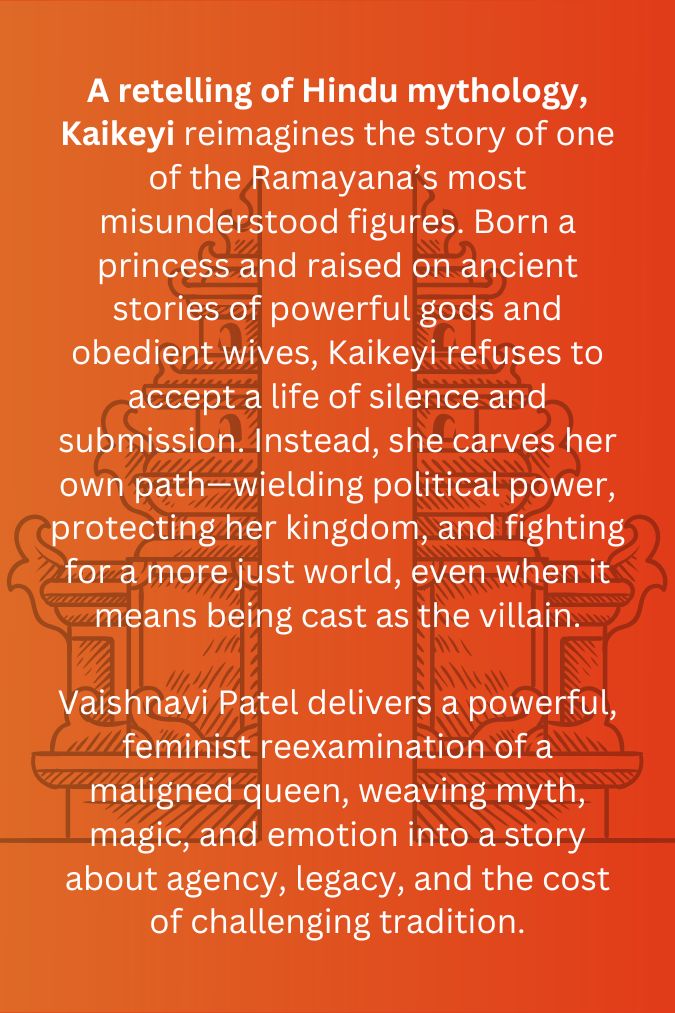 A retelling of Hindu mythology,
Kaikeyi reimagines the story of one
of the Ramayana’s most
misunderstood figures. Born a
princess and raised on ancient
stories of powerful gods and
obedient wives, Kaikeyi refuses to
accept a life of silence and
submission. Instead, she carves her
own path—wielding political power,
protecting her kingdom, and fighting
for a more just world, even when it
means being cast as the villain.
Vaishnavi Patel delivers a powerful,
feminist reexamination of a
maligned queen, weaving myth,
magic, and emotion into a story
about agency, legacy, and the cost
of challenging tradition.